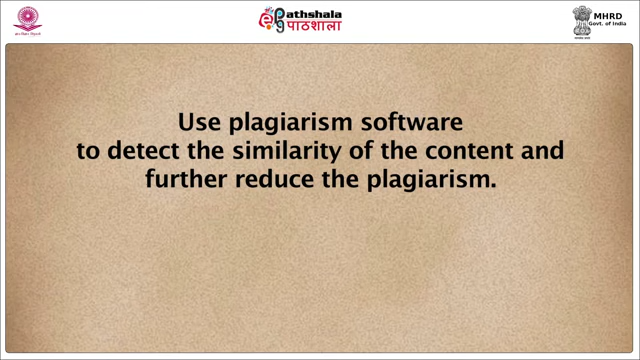 ePathshala
पाठशाला
MHRD
Govt. of India
Use plagiarism software
to detect the similarity of the content and
further reduce the plagiarism.